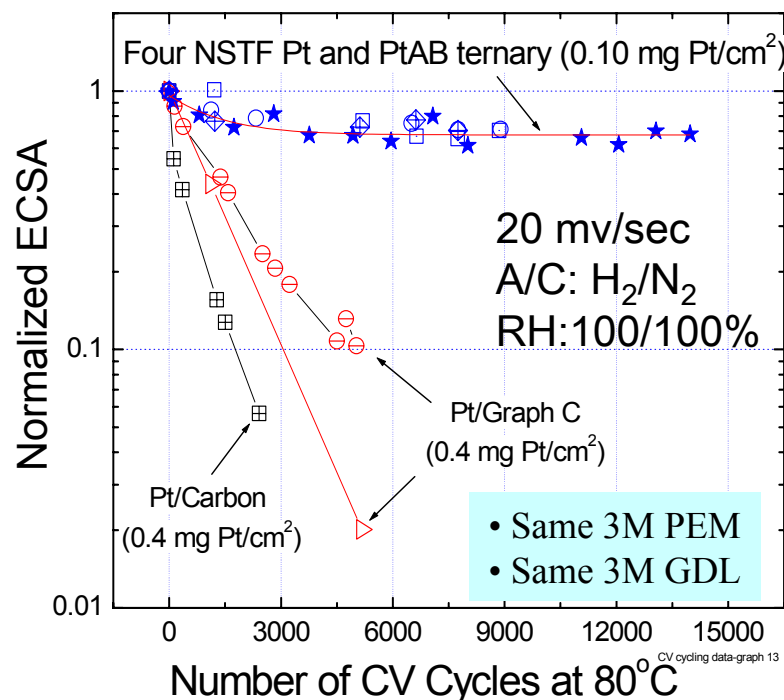 Four NSTF Pt and PtAB ternary (0.10 mg Pt/cm²)
1
20 mv/sec
A/C: H₂/N₂
RH:100/100%
Normalized ECSA
0.1
Pt/Graph C
(0.4 mg Pt/cm²)
Pt/Carbon
(0.4 mg Pt/cm²)
• Same 3M PEM
• Same 3M GDL
0.01
0 3000 6000 9000 12000 15000
CV cycling data-graph 13
Number of CV Cycles at 80°C